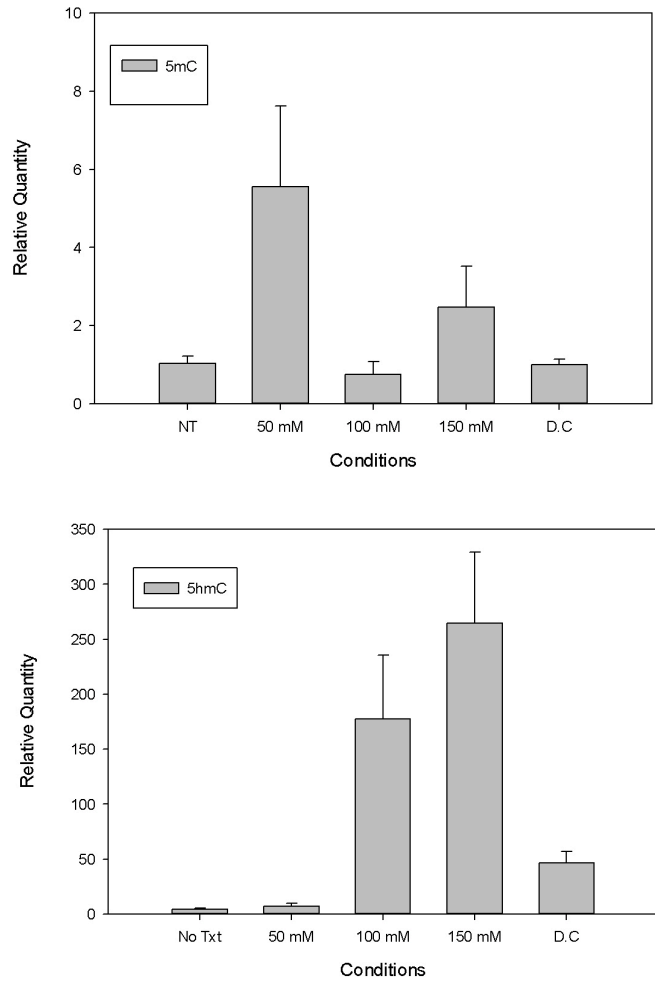 10
5mC
8
6
4
2
0
Relative Quantity
NT 50 mM 100 mM 150 mM D.C
Conditions
350
5hmC
300
250
200
150
100
50
0
Relative Quantity
No Txt 50 mM 100 mM 150 mM D.C
Conditions